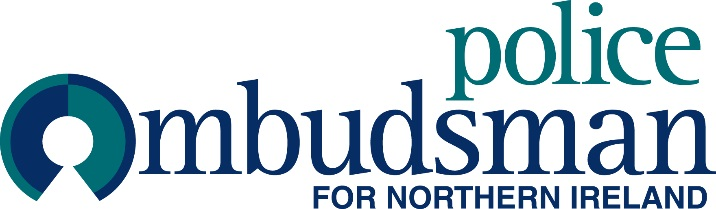 police
Ombudsman
FOR NORTHERN IRELAND